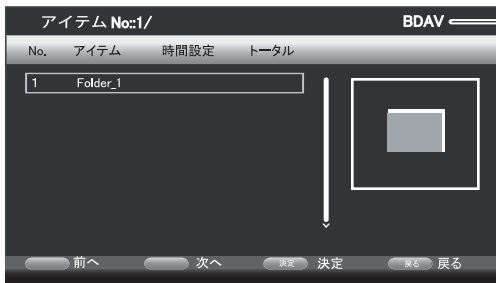 アイテム No::1/ BDAV
No. アイテム 時間設定 トータル
1 Folder_1
前へ 次へ 決定 決定 戻る 戻る